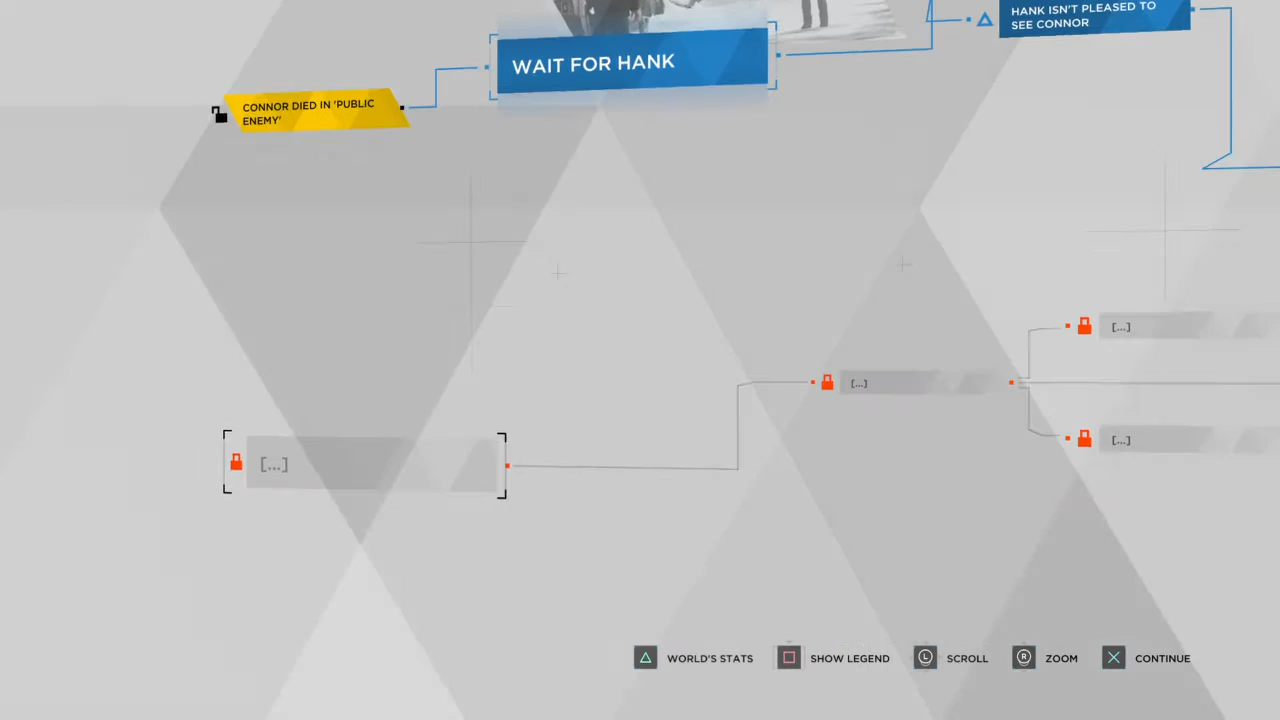 HANK ISN'T PLEASED TO
SEE CONNOR
WAIT FOR HANK
CONNOR DIED IN 'PUBLIC
ENEMY'
[...]
[...]
[...]
[...]
WORLD'S STATS
SHOW LEGEND
L
SCROLL
R
ZOOM
CONTINUE